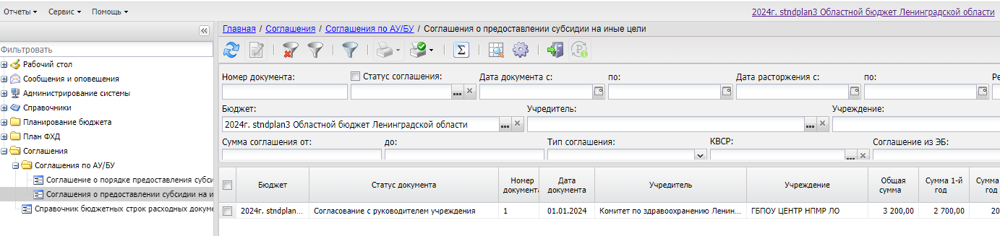 Отчеты Сервис Помощь 2024г. stndplan3 Областной бюджет Ленинградской области
Главная / Соглашения / Соглашения по АУ/БУ / Соглашения о предоставлении субсидии на иные цели
Фильтровать
Рабочий стол
Сообщения и оповещения
Администрирование системы
Справочники
Планирование бюджета
План ФХД
Соглашения
Соглашения по АУ/БУ
Соглашение о порядке предоставления субси
Соглашения о предоставлении субсидии на и
Справочник бюджетных строк расходных докуме
Номер документа: Статус соглашения: Дата документа с: по: Дата расторжения с: по: Ре
Бюджет: Учредитель: Учреждение:
2024г. stndplan3 Областной бюджет Ленинградской области
Сумма соглашения от: до: Тип соглашения: КВСР: Соглашение из ЭБ:
Бюджет Статус документа Номер документа Дата документа Учредитель Учреждение Общая сумма Сумма 1-й год Сумма год
2024г. stndplan... Согласование с руководителем учреждения 1 01.01.2024 Комитет по здравоохранению Ленин... ГБПОУ ЦЕНТР НПМР ЛО 3 200,00 2 700,00 20